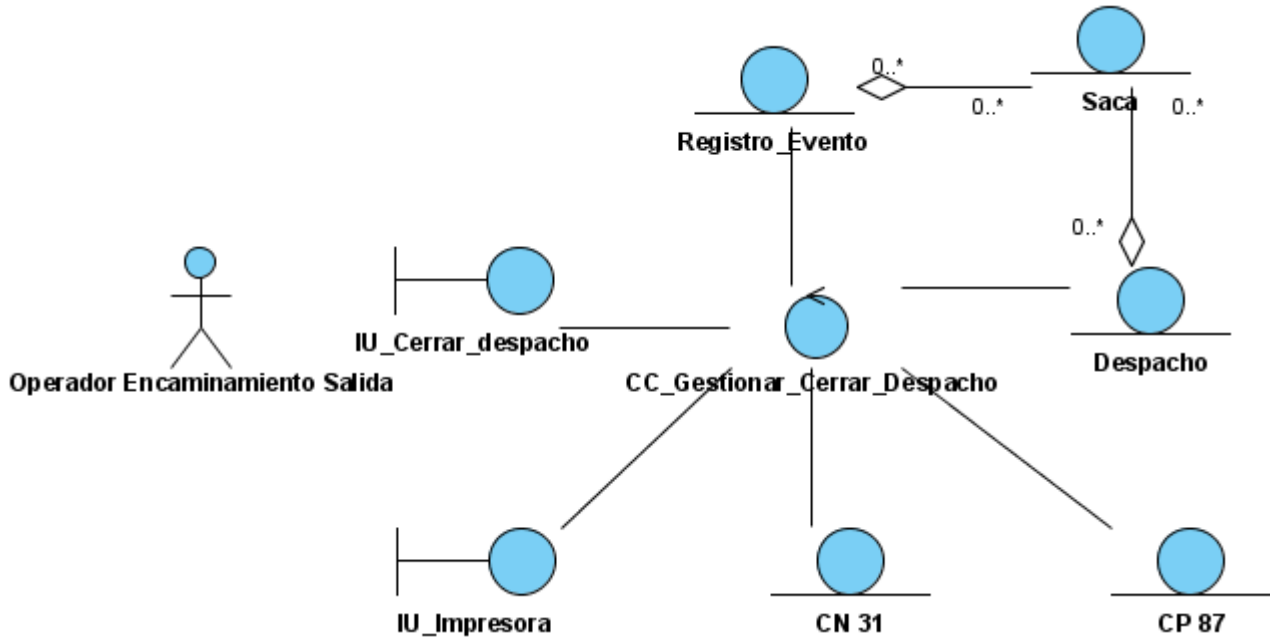 0..*
0..*
Saca
0..*
Registro_Evento
0..*
IU_Cerrar_despacho
Despacho
Operador Encaminamiento Salida
CC_Gestionar_Cerrar_Despacho
IU_Impresora
CN 31
CP 87